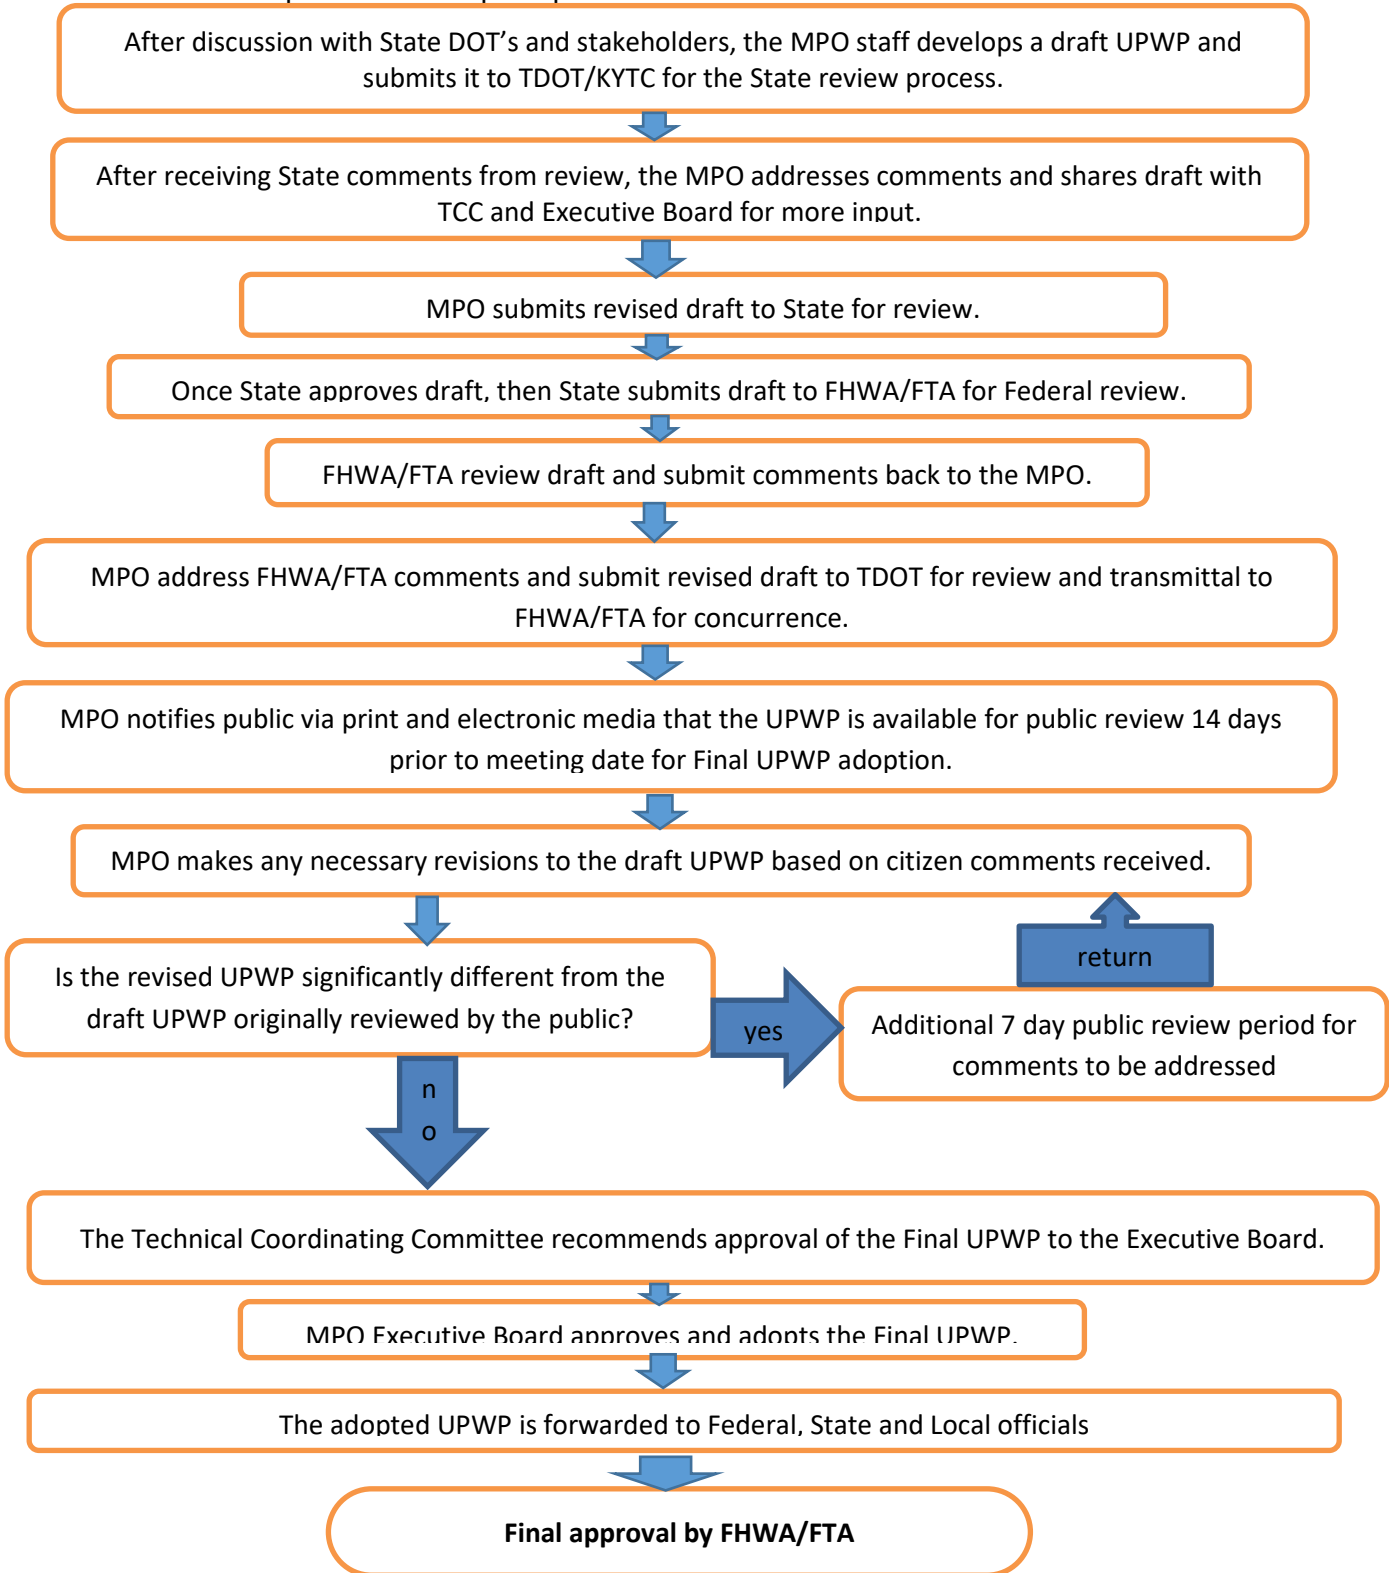 After discussion with State DOT's and stakeholders, the MPO staff develops a draft UPWP and
submits it to TDOT/KYTC for the State review process.
After receiving State comments from review, the MPO addresses comments and shares draft with
TCC and Executive Board for more input.
MPO submits revised draft to State for review.
Once State approves draft, then State submits draft to FHWA/FTA for Federal review.
FHWA/FTA review draft and submit comments back to the MPO.
MPO address FHWA/FTA comments and submit revised draft to TDOT for review and transmittal to
FHWA/FTA for concurrence.
MPO notifies public via print and electronic media that the UPWP is available for public review 14 days
prior to meeting date for Final UPWP adoption.
MPO makes any necessary revisions to the draft UPWP based on citizen comments received.
return
Is the revised UPWP significantly different from the
draft UPWP originally reviewed by the public?
yes
Additional 7 day public review period for
comments to be addressed
n
o
The Technical Coordinating Committee recommends approval of the Final UPWP to the Executive Board.
MPO Executive Board approves and adopts the Final UPWP.
The adopted UPWP is forwarded to Federal, State and Local officials
Final approval by FHWA/FTA